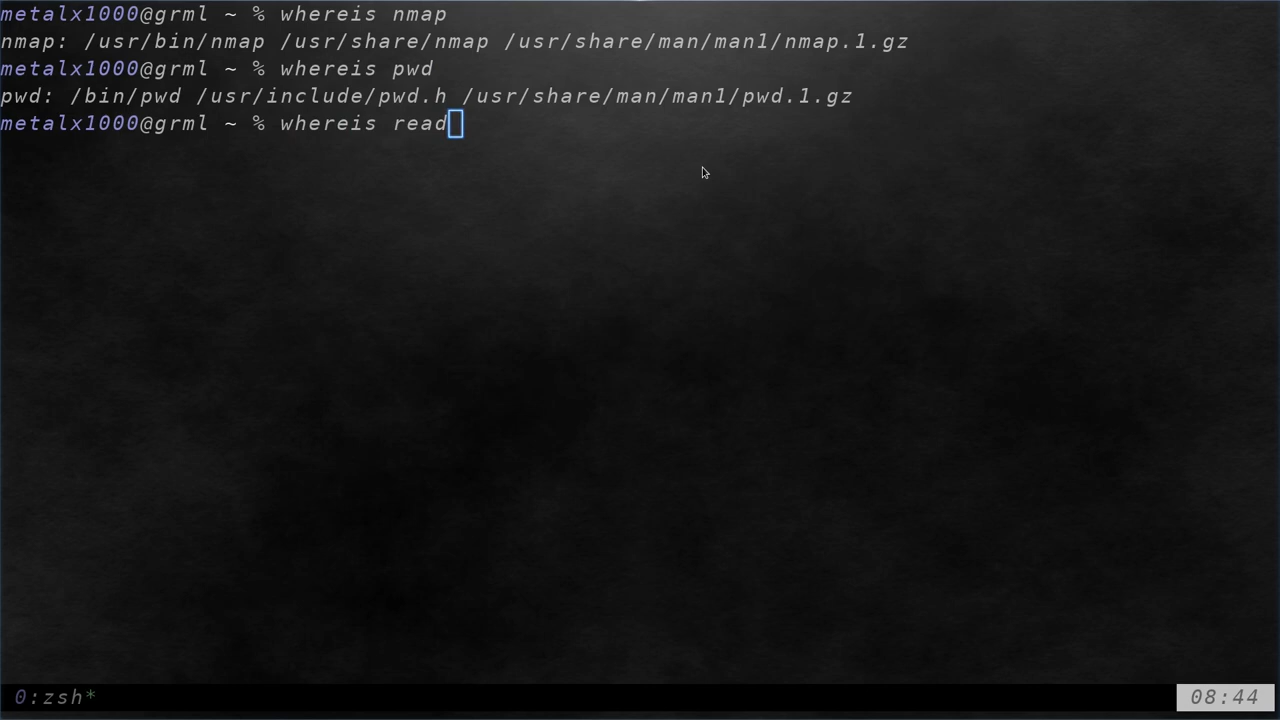 metalx1000@grml ~ % whereis nmap
nmap: /usr/bin/nmap /usr/share/nmap /usr/share/man/man1/nmap.1.gz
metalx1000@grml ~ % whereis pwd
pwd: /bin/pwd /usr/include/pwd.h /usr/share/man/man1/pwd.1.gz
metalx1000@grml ~ % whereis read
0:zsh* 08:44